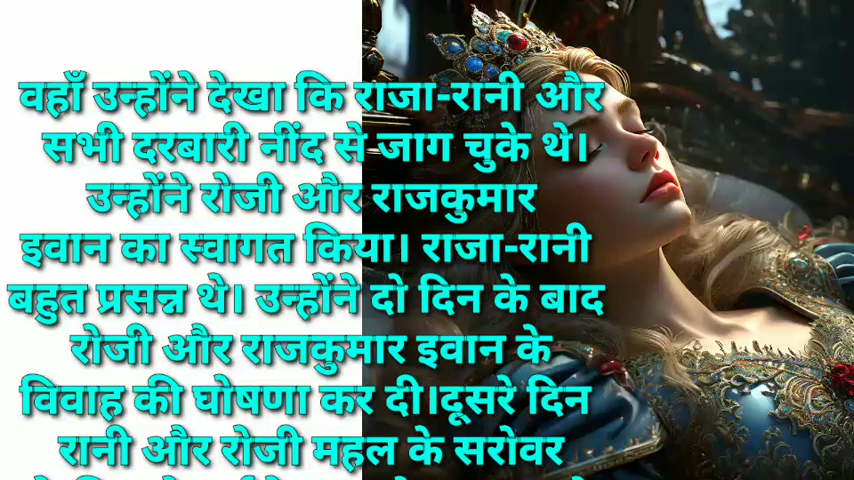 वहाँ उन्होंने देखा कि राजा-रानी और
सभी दरबारी नींद से जाग चुके थे।
उन्होंने रोजी और राजकुमार
इवान का स्वागत किया। राजा-रानी
बहुत प्रसन्न थे। उन्होंने दो दिन के बाद
रोजी और राजकुमार इवान के
विवाह की घोषणा कर दी।दूसरे दिन
रानी और रोजी महल के सरोवर